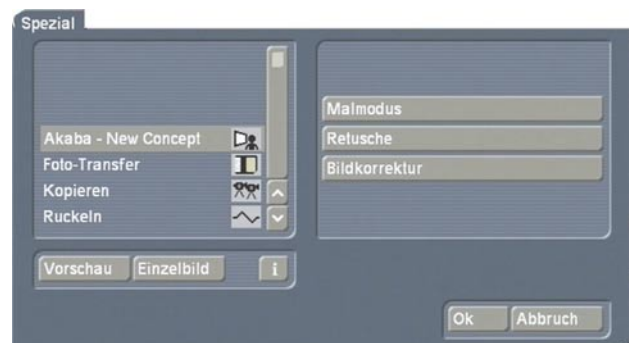 Spezial
Akaba - New Concept
Foto-Transfer
Kopieren
Ruckeln
Malmodus
Retusche
Bildkorrektur
Vorschau Einzelbild i
Ok Abbruch